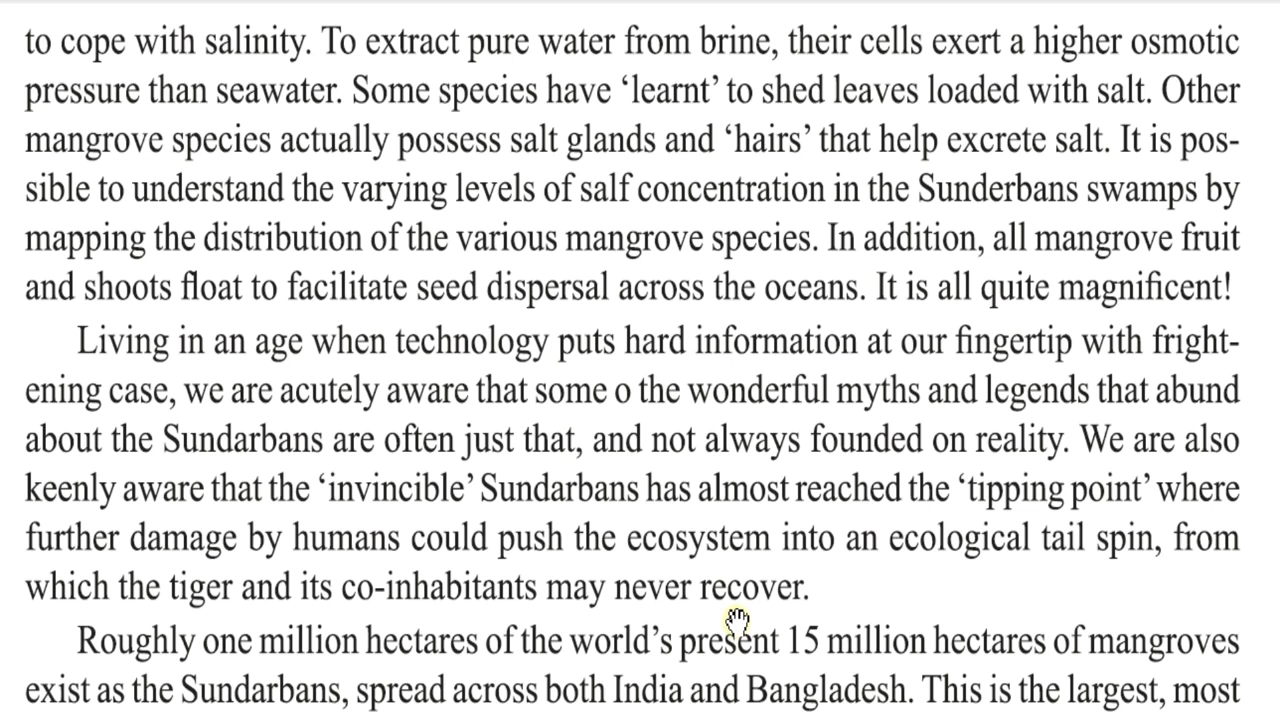 to cope with salinity. To extract pure water from brine, their cells exert a higher osmotic
pressure than seawater. Some species have ‘learnt’ to shed leaves loaded with salt. Other
mangrove species actually possess salt glands and ‘hairs’ that help excrete salt. It is pos-
sible to understand the varying levels of salf concentration in the Sunderbans swamps by
mapping the distribution of the various mangrove species. In addition, all mangrove fruit
and shoots float to facilitate seed dispersal across the oceans. It is all quite magnificent!
Living in an age when technology puts hard information at our fingertip with fright-
ening case, we are acutely aware that some o the wonderful myths and legends that abund
about the Sundarbans are often just that, and not always founded on reality. We are also
keenly aware that the ‘invincible’ Sundarbans has almost reached the ‘tipping point’ where
further damage by humans could push the ecosystem into an ecological tail spin, from
which the tiger and its co-inhabitants may never recover.
Roughly one million hectares of the world’s present 15 million hectares of mangroves
exist as the Sundarbans, spread across both India and Bangladesh. This is the largest, most